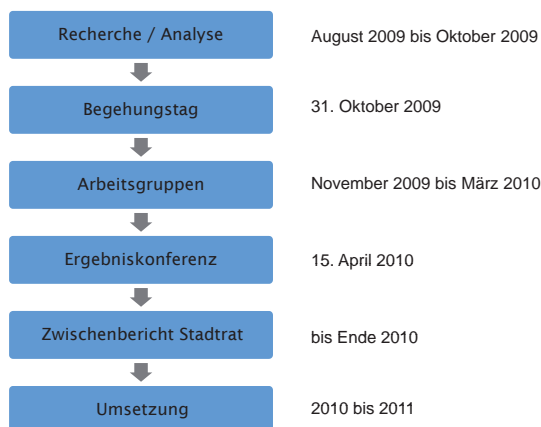 Recherche / Analyse August 2009 bis Oktober 2009
Begehungstag 31. Oktober 2009
Arbeitsgruppen November 2009 bis März 2010
Ergebniskonferenz 15. April 2010
Zwischenbericht Stadtrat bis Ende 2010
Umsetzung 2010 bis 2011